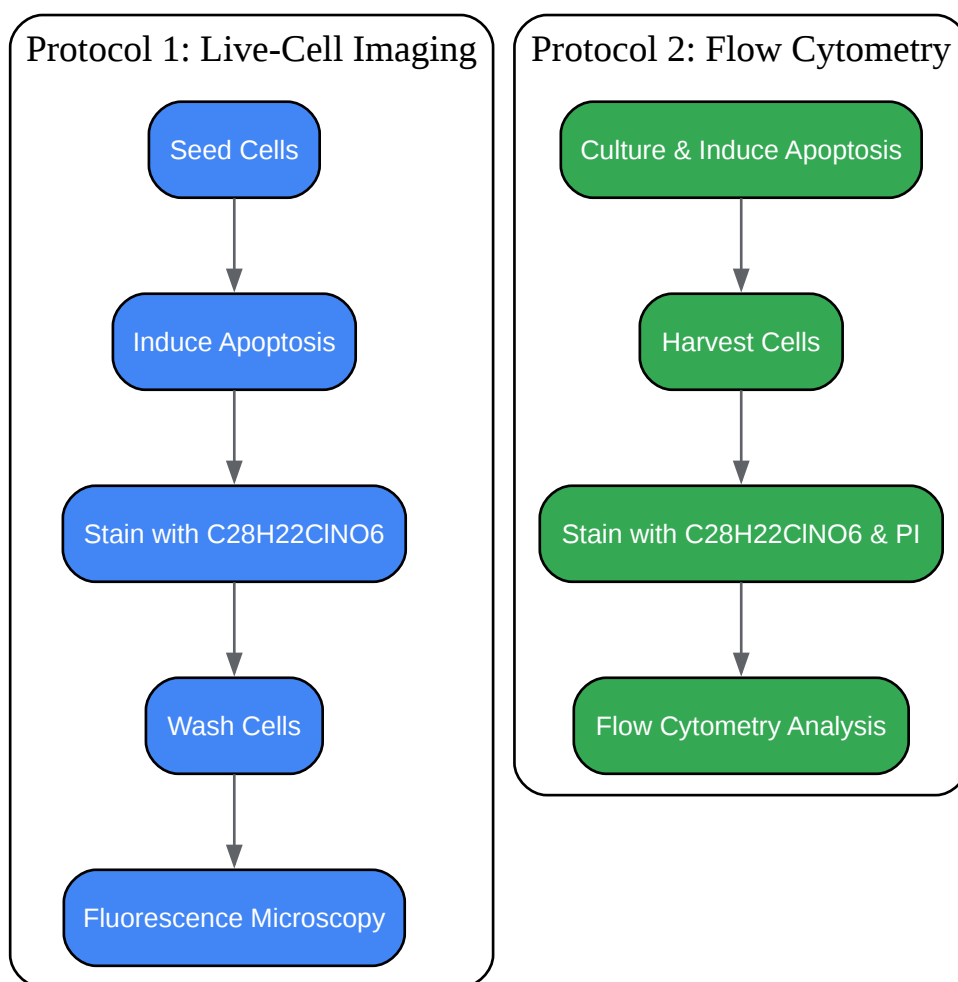 Protocol 1: Live-Cell Imaging
Seed Cells
Induce Apoptosis
Stain with C28H22ClNO6
Wash Cells
Fluorescence Microscopy
Protocol 2: Flow Cytometry
Culture & Induce Apoptosis
Harvest Cells
Stain with C28H22ClNO6 & PI
Flow Cytometry Analysis